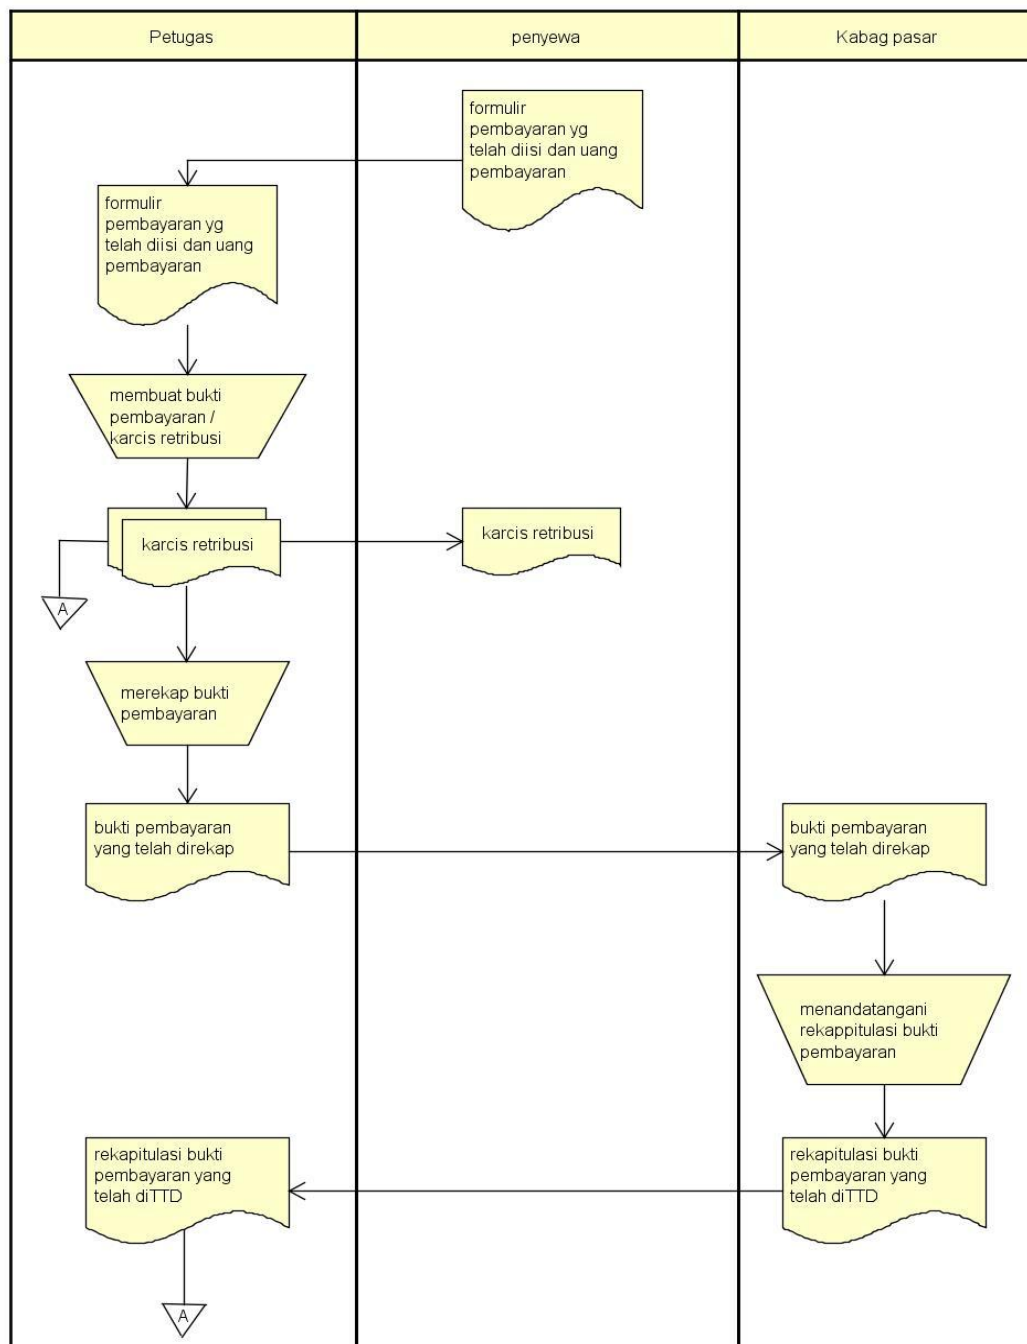 Petugas
penyewa
Kabag pasar
formulir
pembayaran yg
telah diisi dan uang
pembayaran
formulir
pembayaran yg
telah diisi dan uang
pembayaran
membuat bukti
pembayaran /
karcis retribusi
karcis retribusi
karcis retribusi
A
merekap bukti
pembayaran
bukti pembayaran
yang telah direkap
bukti pembayaran
yang telah direkap
menandatangani
rekappitulasi bukti
pembayaran
rekapitulasi bukti
pembayaran yang
telah diTTD
rekapitulasi bukti
pembayaran yang
telah diTTD
A